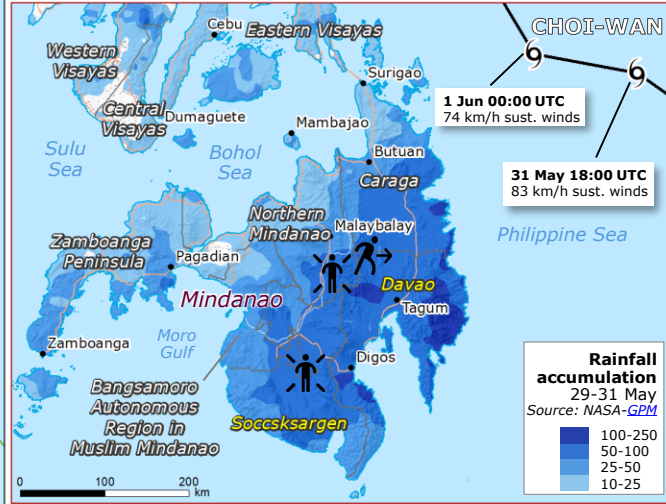 CHOI-WAN
Cebu
Eastern Visayas
Western
Visayas
Surigao
1 Jun 00:00 UTC
74 km/h sust. winds
Central
Visayas
Dumaguete
Mambajao
Sulu
Sea
Bohol
Sea
Butuan
Caraga
31 May 18:00 UTC
83 km/h sust. winds
Northern
Mindanao
Malaybalay
Philippine Sea
Zamboanga
Peninsula
Pagadian
Davao
Mindanao
Tagum
Moro
Gulf
Zamboanga
Digos
Bangsamoro
Autonomous
Region in
Muslim Mindanao
Soccsksargen
Rainfall
accumulation
29-31 May
Source: NASA-GPM
100-250
50-100
25-50
10-25
0 100 200
km